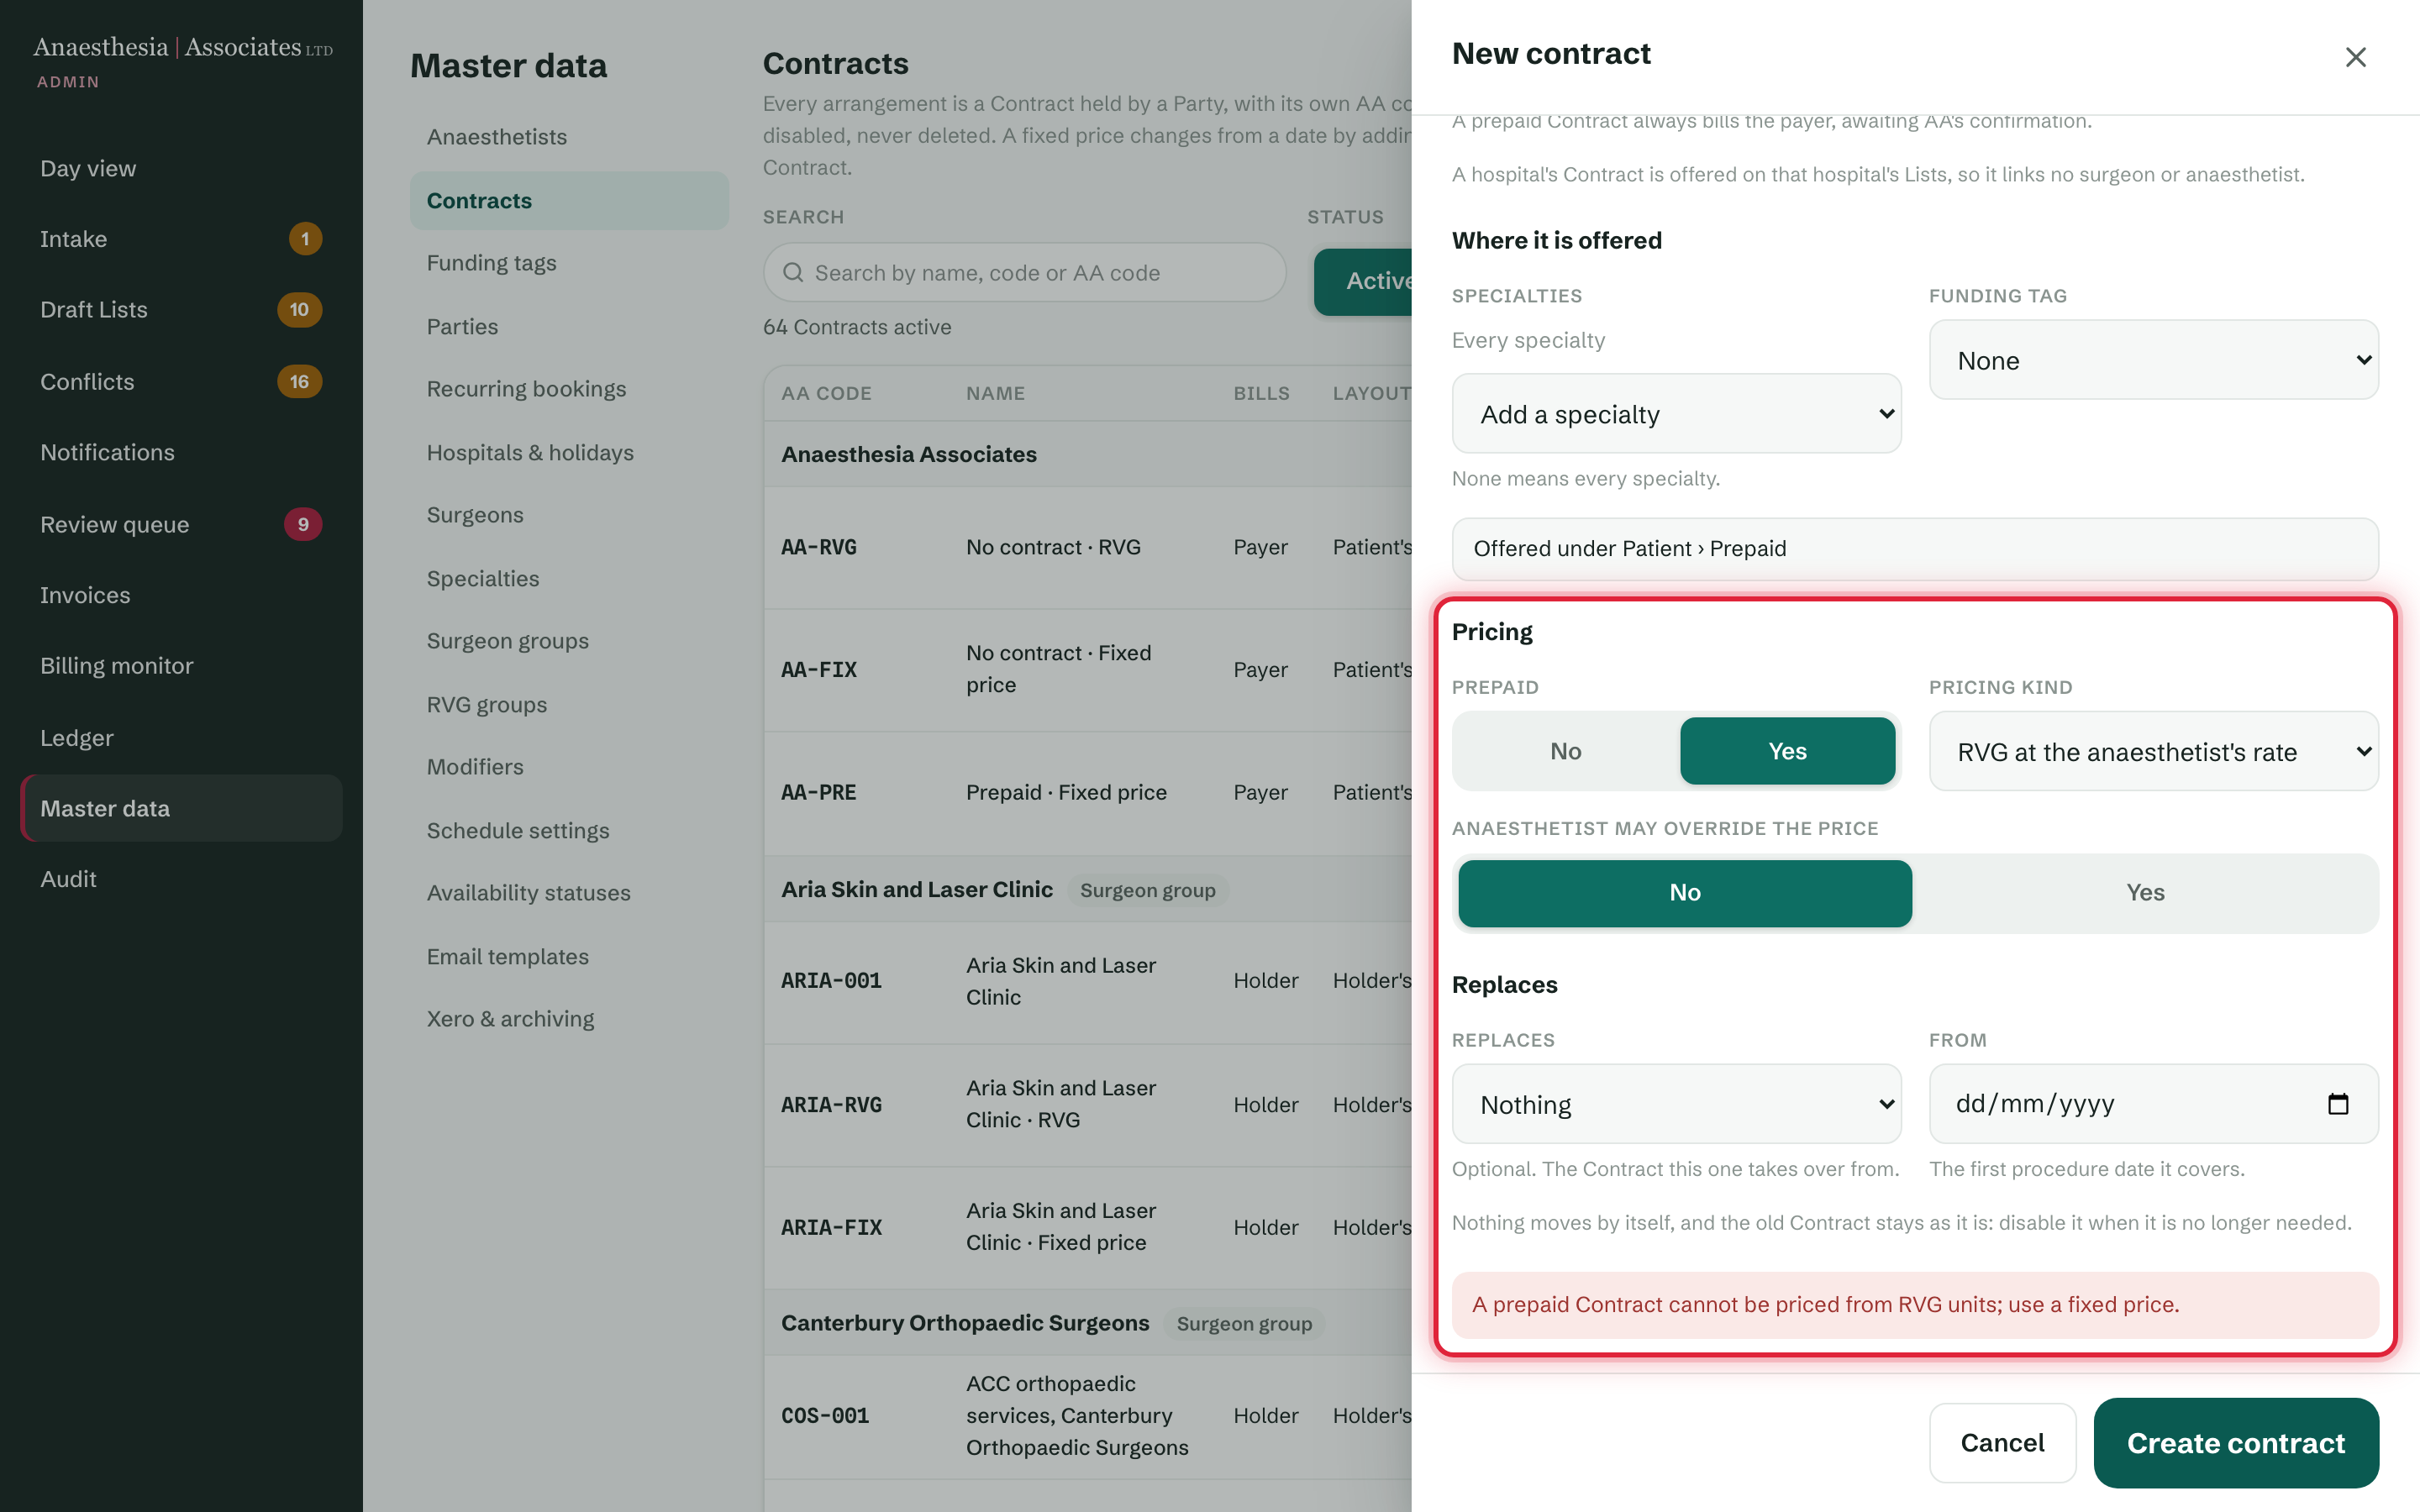 Anaesthesia | Associates LTD
ADMIN
Day view
Intake 1
Draft Lists 10
Conflicts 16
Notifications
Review queue 9
Invoices
Billing monitor
Ledger
Master data
Audit
Master data
Anaesthetists
Contracts
Funding tags
Parties
Recurring bookings
Hospitals & holidays
Surgeons
Specialties
Surgeon groups
RVG groups
Modifiers
Schedule settings
Availability statuses
Email templates
Xero & archiving
Contracts
Every arrangement is a Contract held by a Party, with its own AA co
disabled, never deleted. A fixed price changes from a date by addin
Contract.
SEARCH STATUS
Search by name, code or AA code Active
64 Contracts active
AA CODE NAME BILLS LAYOUT
Anaesthesia Associates
AA-RVG No contract · RVG Payer Patient's
AA-FIX No contract · Fixed price Payer Patient's
AA-PRE Prepaid · Fixed price Payer Patient's
Aria Skin and Laser Clinic Surgeon group
ARIA-001 Aria Skin and Laser Clinic Holder Holder's
ARIA-RVG Aria Skin and Laser Clinic · RVG Holder Holder's
ARIA-FIX Aria Skin and Laser Clinic · Fixed price Holder Holder's
Canterbury Orthopaedic Surgeons Surgeon group
COS-001 ACC orthopaedic services, Canterbury Orthopaedic Surgeons Holder Holder's
New contract
A prepaid Contract always bills the payer, awaiting AA's confirmation.
A hospital's Contract is offered on that hospital's Lists, so it links no surgeon or anaesthetist.
Where it is offered
SPECIALTIES FUNDING TAG
Every specialty
None
Add a specialty
None means every specialty.
Offered under Patient › Prepaid
Pricing
PREPAID PRICING KIND
No Yes RVG at the anaesthetist's rate
ANAESTHETIST MAY OVERRIDE THE PRICE
No Yes
Replaces
REPLACES FROM
Nothing dd/mm/yyyy
Optional. The Contract this one takes over from. The first procedure date it covers.
Nothing moves by itself, and the old Contract stays as it is: disable it when it is no longer needed.
A prepaid Contract cannot be priced from RVG units; use a fixed price.
Cancel Create contract